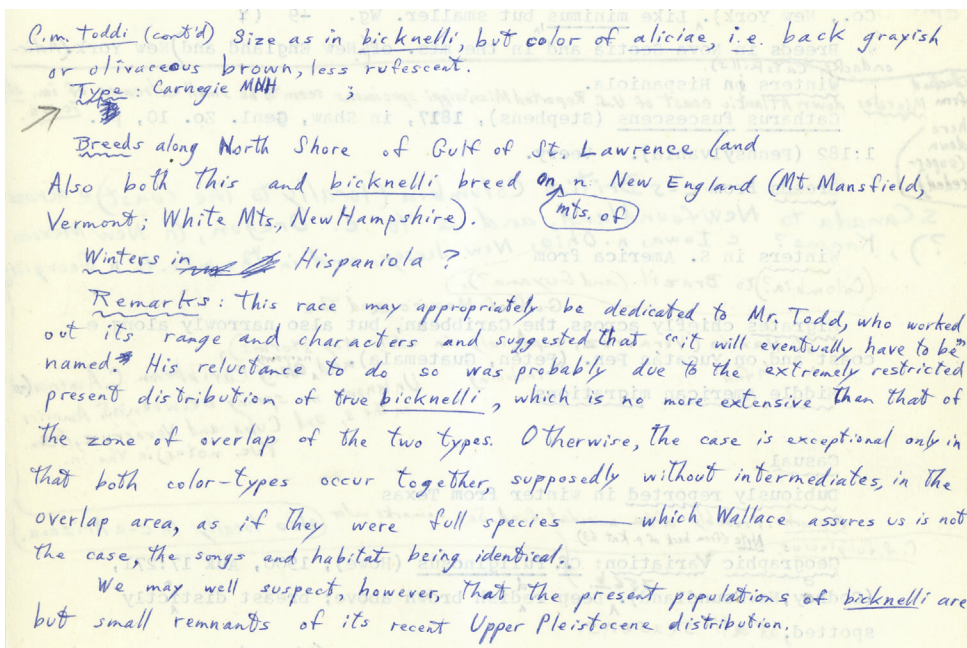 C.m. toddi (cont'd) Size as in bicknelli, but color of aliciae, i.e. back grayish
or olivaceous brown, less rufescent.
Type: Carnegie MNH ;
Breeds along North Shore of Gulf of St. Lawrence (and
Also both this and bicknelli breed on n. New England (Mt. Mansfield,
mts. of
Vermont; White Mts., New Hampshire).
Winters in Hispaniola?
Remarks: This race may appropriately be dedicated to Mr. Todd, who worked
out its range and characters and suggested that "it will eventually have to be"
named. His reluctance to do so was probably due to the extremely restricted
present distribution of true bicknelli, which is no more extensive than that of
the zone of overlap of the two types. Otherwise, the case is exceptional only in
that both color-types occur together, supposedly without intermediates, in the
overlap area, as if they were full species — which Wallace assures us is not
the case, the songs and habitat being identical.
We may well suspect, however, that the present populations of bicknelli are
but small remnants of its recent Upper Pleistocene distribution.